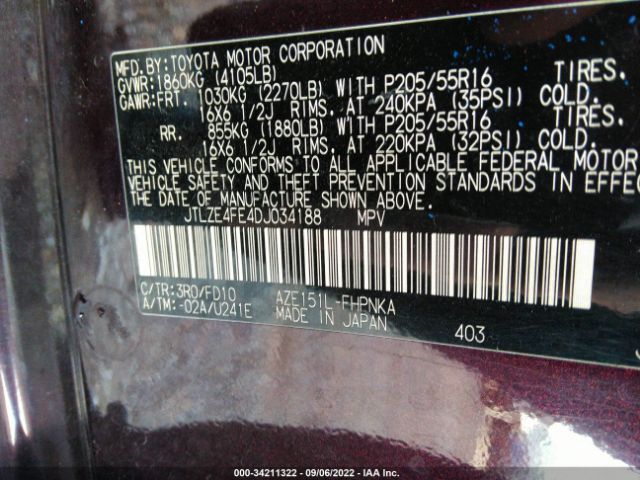 MFD.BY:TOYOTA MOTOR CORPORATION
GVWR:1860KG (4105LB)
GAWR:FRT. 1030KG (2270LB) WITH P205/55R16 TIRES.
16X6 1/2J RIMS. AT 240KPA (35PSI) COLD.
RR. 855KG (1880LB) WITH P205/55R16 TIRES.
16X6 1/2J RIMS. AT 220KPA (32PSI) COLD.
THIS VEHICLE CONFORMS TO ALL APPLICABLE FEDERAL MOTOR
VEHICLE SAFETY AND THEFT PREVENTION STANDARDS IN EFFEC
THE DATE OF MANUFACTURE SHOWN ABOVE.
JTLZE4FE4DJ034188 MPV
C/TR:3R0/FD10 AZE151L-FHPNKA
A/TM:-02A/U241E MADE IN JAPAN 403
000-34211322 - 09/06/2022 - IAA Inc.